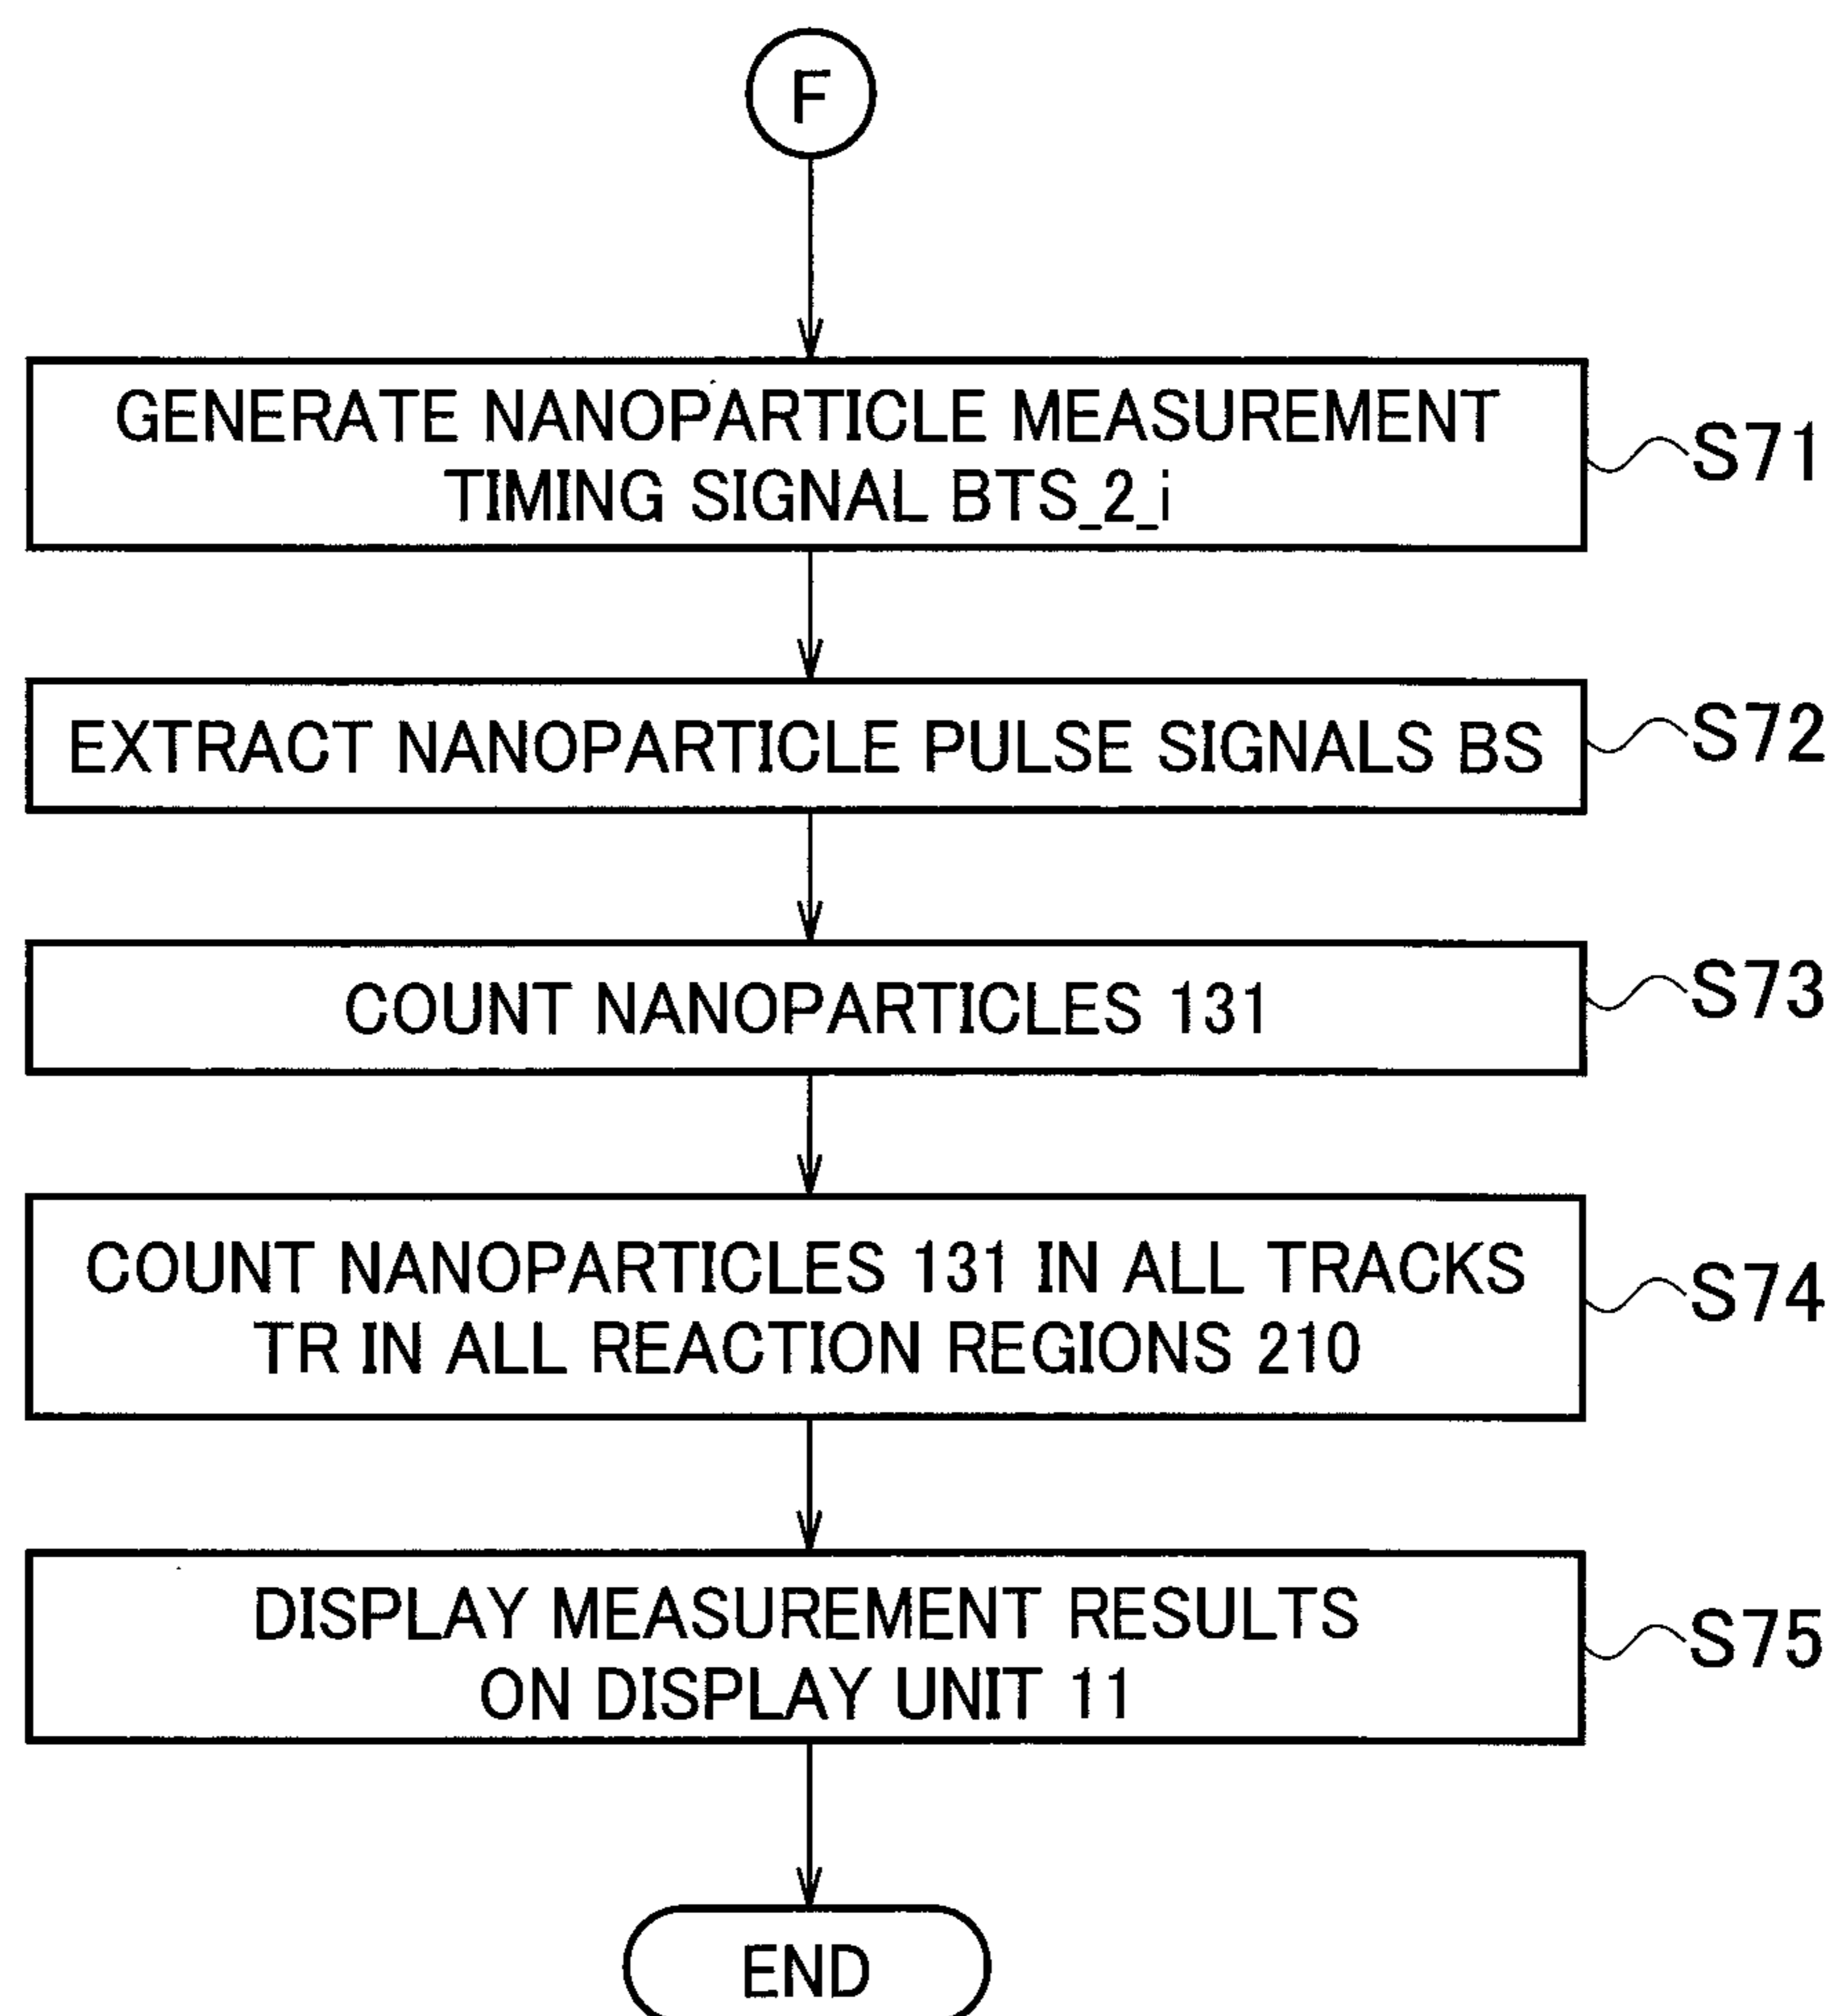 F
GENERATE NANOPARTICLE MEASUREMENT
TIMING SIGNAL BTS_2_i
S71
EXTRACT NANOPARTICLE PULSE SIGNALS BS
S72
COUNT NANOPARTICLES 131
S73
COUNT NANOPARTICLES 131 IN ALL TRACKS
TR IN ALL REACTION REGIONS 210
S74
DISPLAY MEASUREMENT RESULTS
ON DISPLAY UNIT 11
S75
END